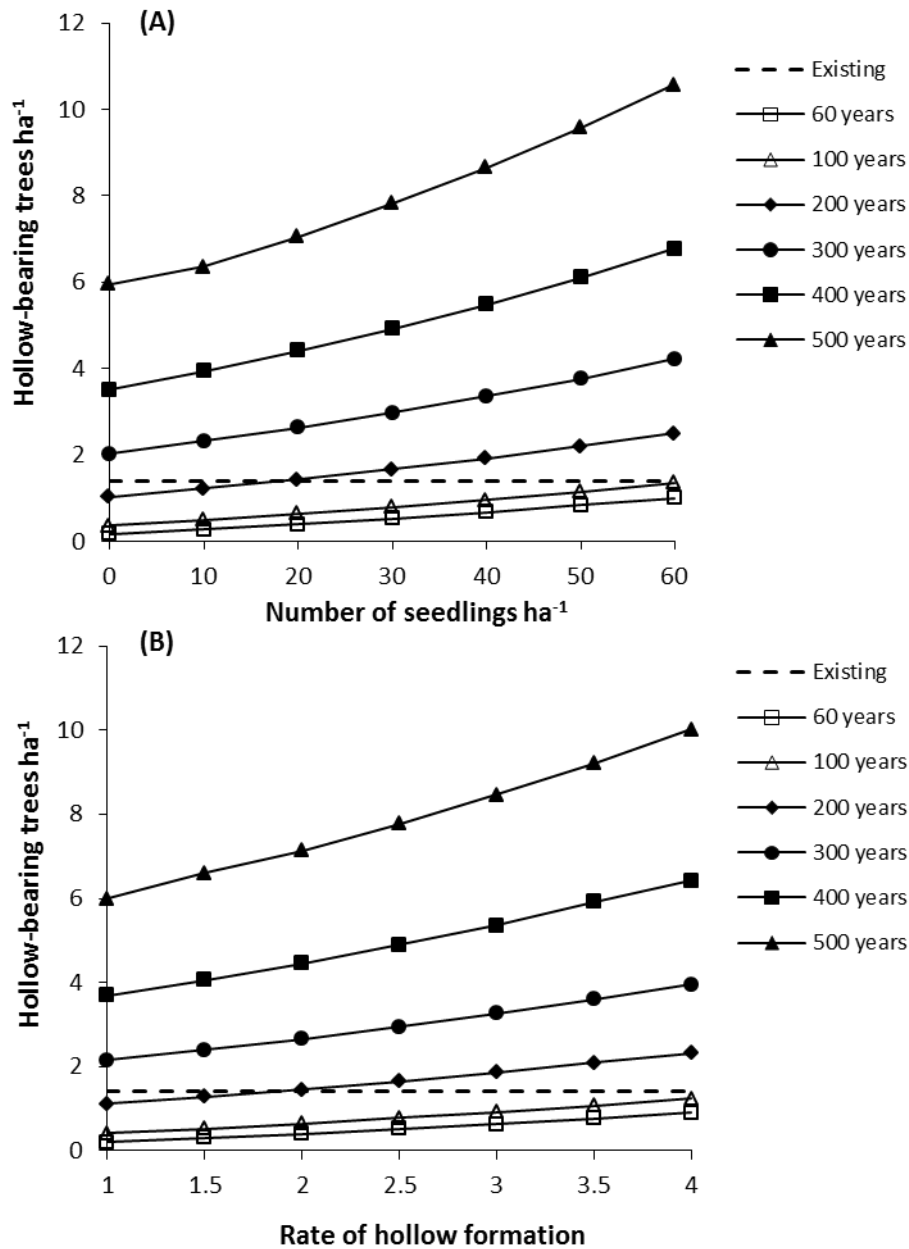 (A)
12
10
8
6
4
2
0
Hollow-bearing trees ha⁻¹
0 10 20 30 40 50 60
Number of seedlings ha⁻¹
Existing
60 years
100 years
200 years
300 years
400 years
500 years
(B)
12
10
8
6
4
2
0
Hollow-bearing trees ha⁻¹
1 1.5 2 2.5 3 3.5 4
Rate of hollow formation
Existing
60 years
100 years
200 years
300 years
400 years
500 years